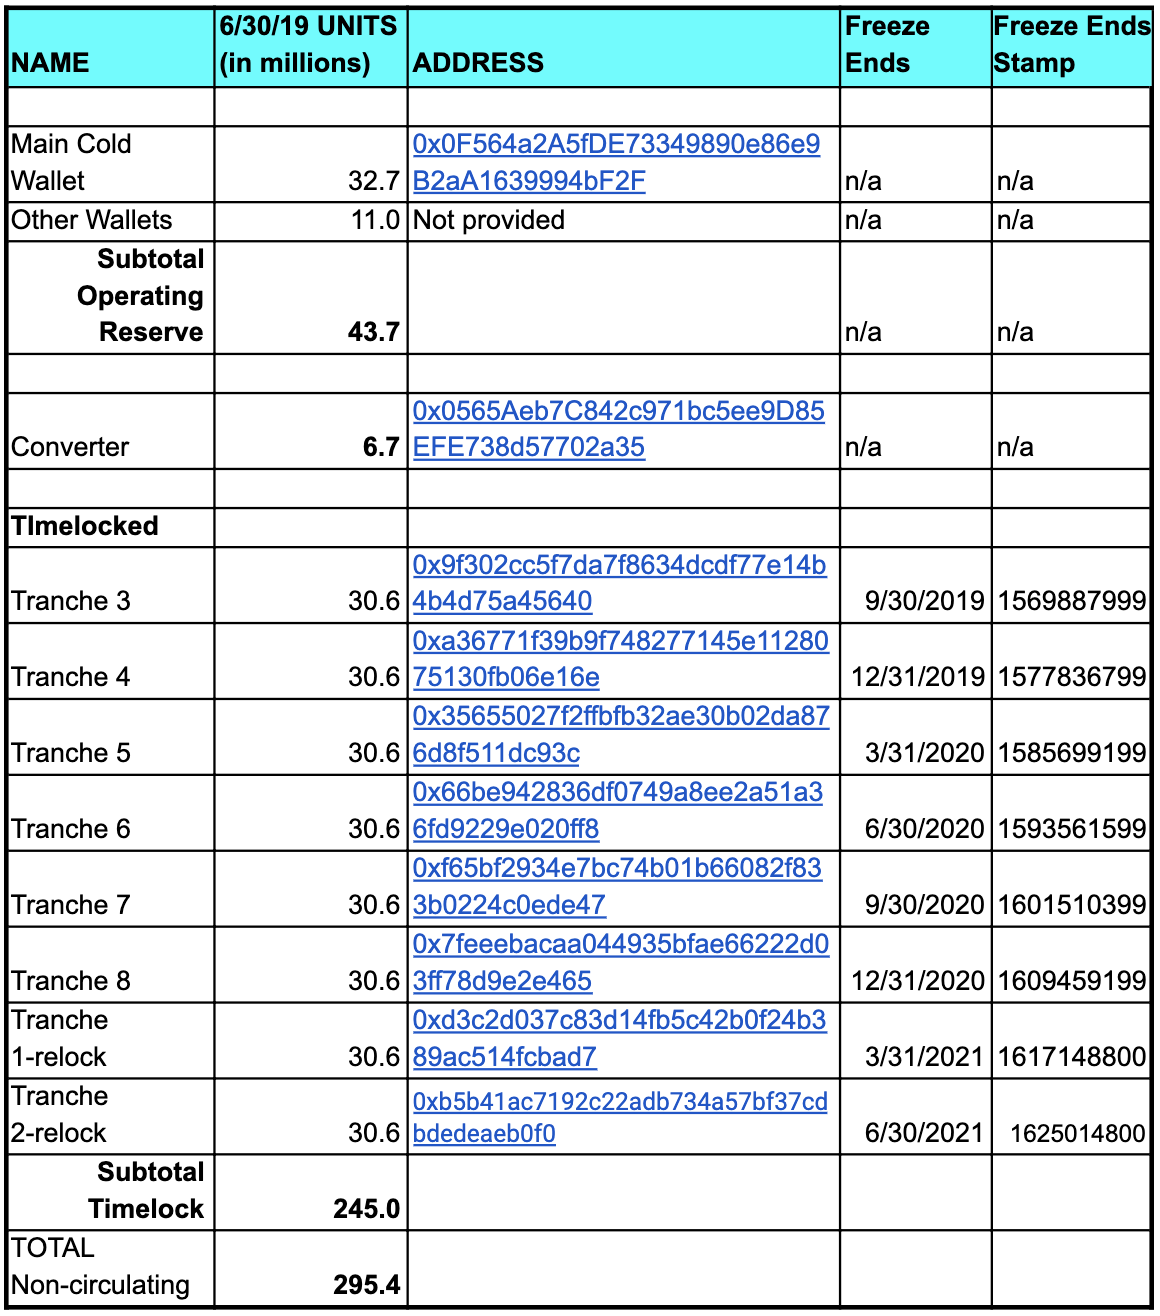 NAME 6/30/19 UNITS (in millions) ADDRESS Freeze Ends Freeze Ends Stamp
Main Cold Wallet 32.7 0x0F564a2A5fDE73349890e86e9B2aA1639994bF2F n/a n/a
Other Wallets 11.0 Not provided n/a n/a
Subtotal Operating Reserve 43.7 n/a n/a
Converter 6.7 0x0565Aeb7C842c971bc5ee9D85EFE738d57702a35 n/a n/a
TImelocked
Tranche 3 30.6 0x9f302cc5f7da7f8634dcdf77e14b4b4d75a45640 9/30/2019 1569887999
Tranche 4 30.6 0xa36771f39b9f748277145e1128075130fb06e16e 12/31/2019 1577836799
Tranche 5 30.6 0x35655027f2ffbfb32ae30b02da876d8f511dc93c 3/31/2020 1585699199
Tranche 6 30.6 0x66be942836df0749a8ee2a51a36fd9229e020ff8 6/30/2020 1593561599
Tranche 7 30.6 0xf65bf2934e7bc74b01b66082f833b0224c0ede47 9/30/2020 1601510399
Tranche 8 30.6 0x7feeebacaa044935bfae66222d03ff78d9e2e465 12/31/2020 1609459199
Tranche 1-relock 30.6 0xd3c2d037c83d14fb5c42b0f24b389ac514fcbad7 3/31/2021 1617148800
Tranche 2-relock 30.6 0xb5b41ac7192c22adb734a57bf37cdbdedeaeb0f0 6/30/2021 1625014800
Subtotal Timelock 245.0
TOTAL Non-circulating 295.4